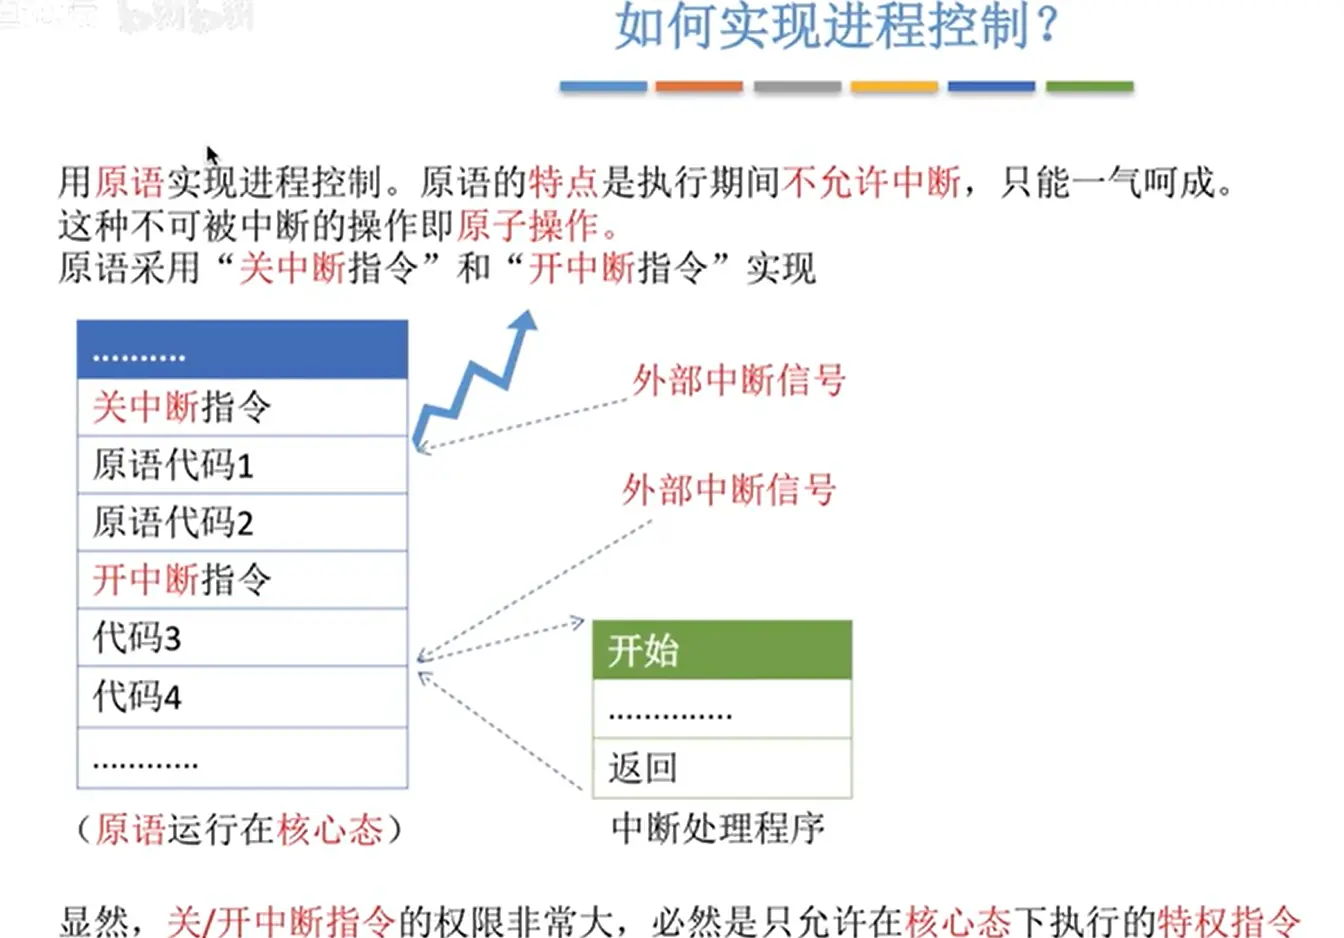 如何实现进程控制？
用原语实现进程控制。原语的特点是执行期间不允许中断，只能一气呵成。
这种不可被中断的操作即原子操作。
原语采用“关中断指令”和“开中断指令”实现
..........
关中断指令
原语代码1
原语代码2
开中断指令
代码3
代码4
............
（原语运行在核心态）
外部中断信号
外部中断信号
开始
..............
返回
中断处理程序
显然，关/开中断指令的权限非常大，必然是只允许在核心态下执行的特权指令